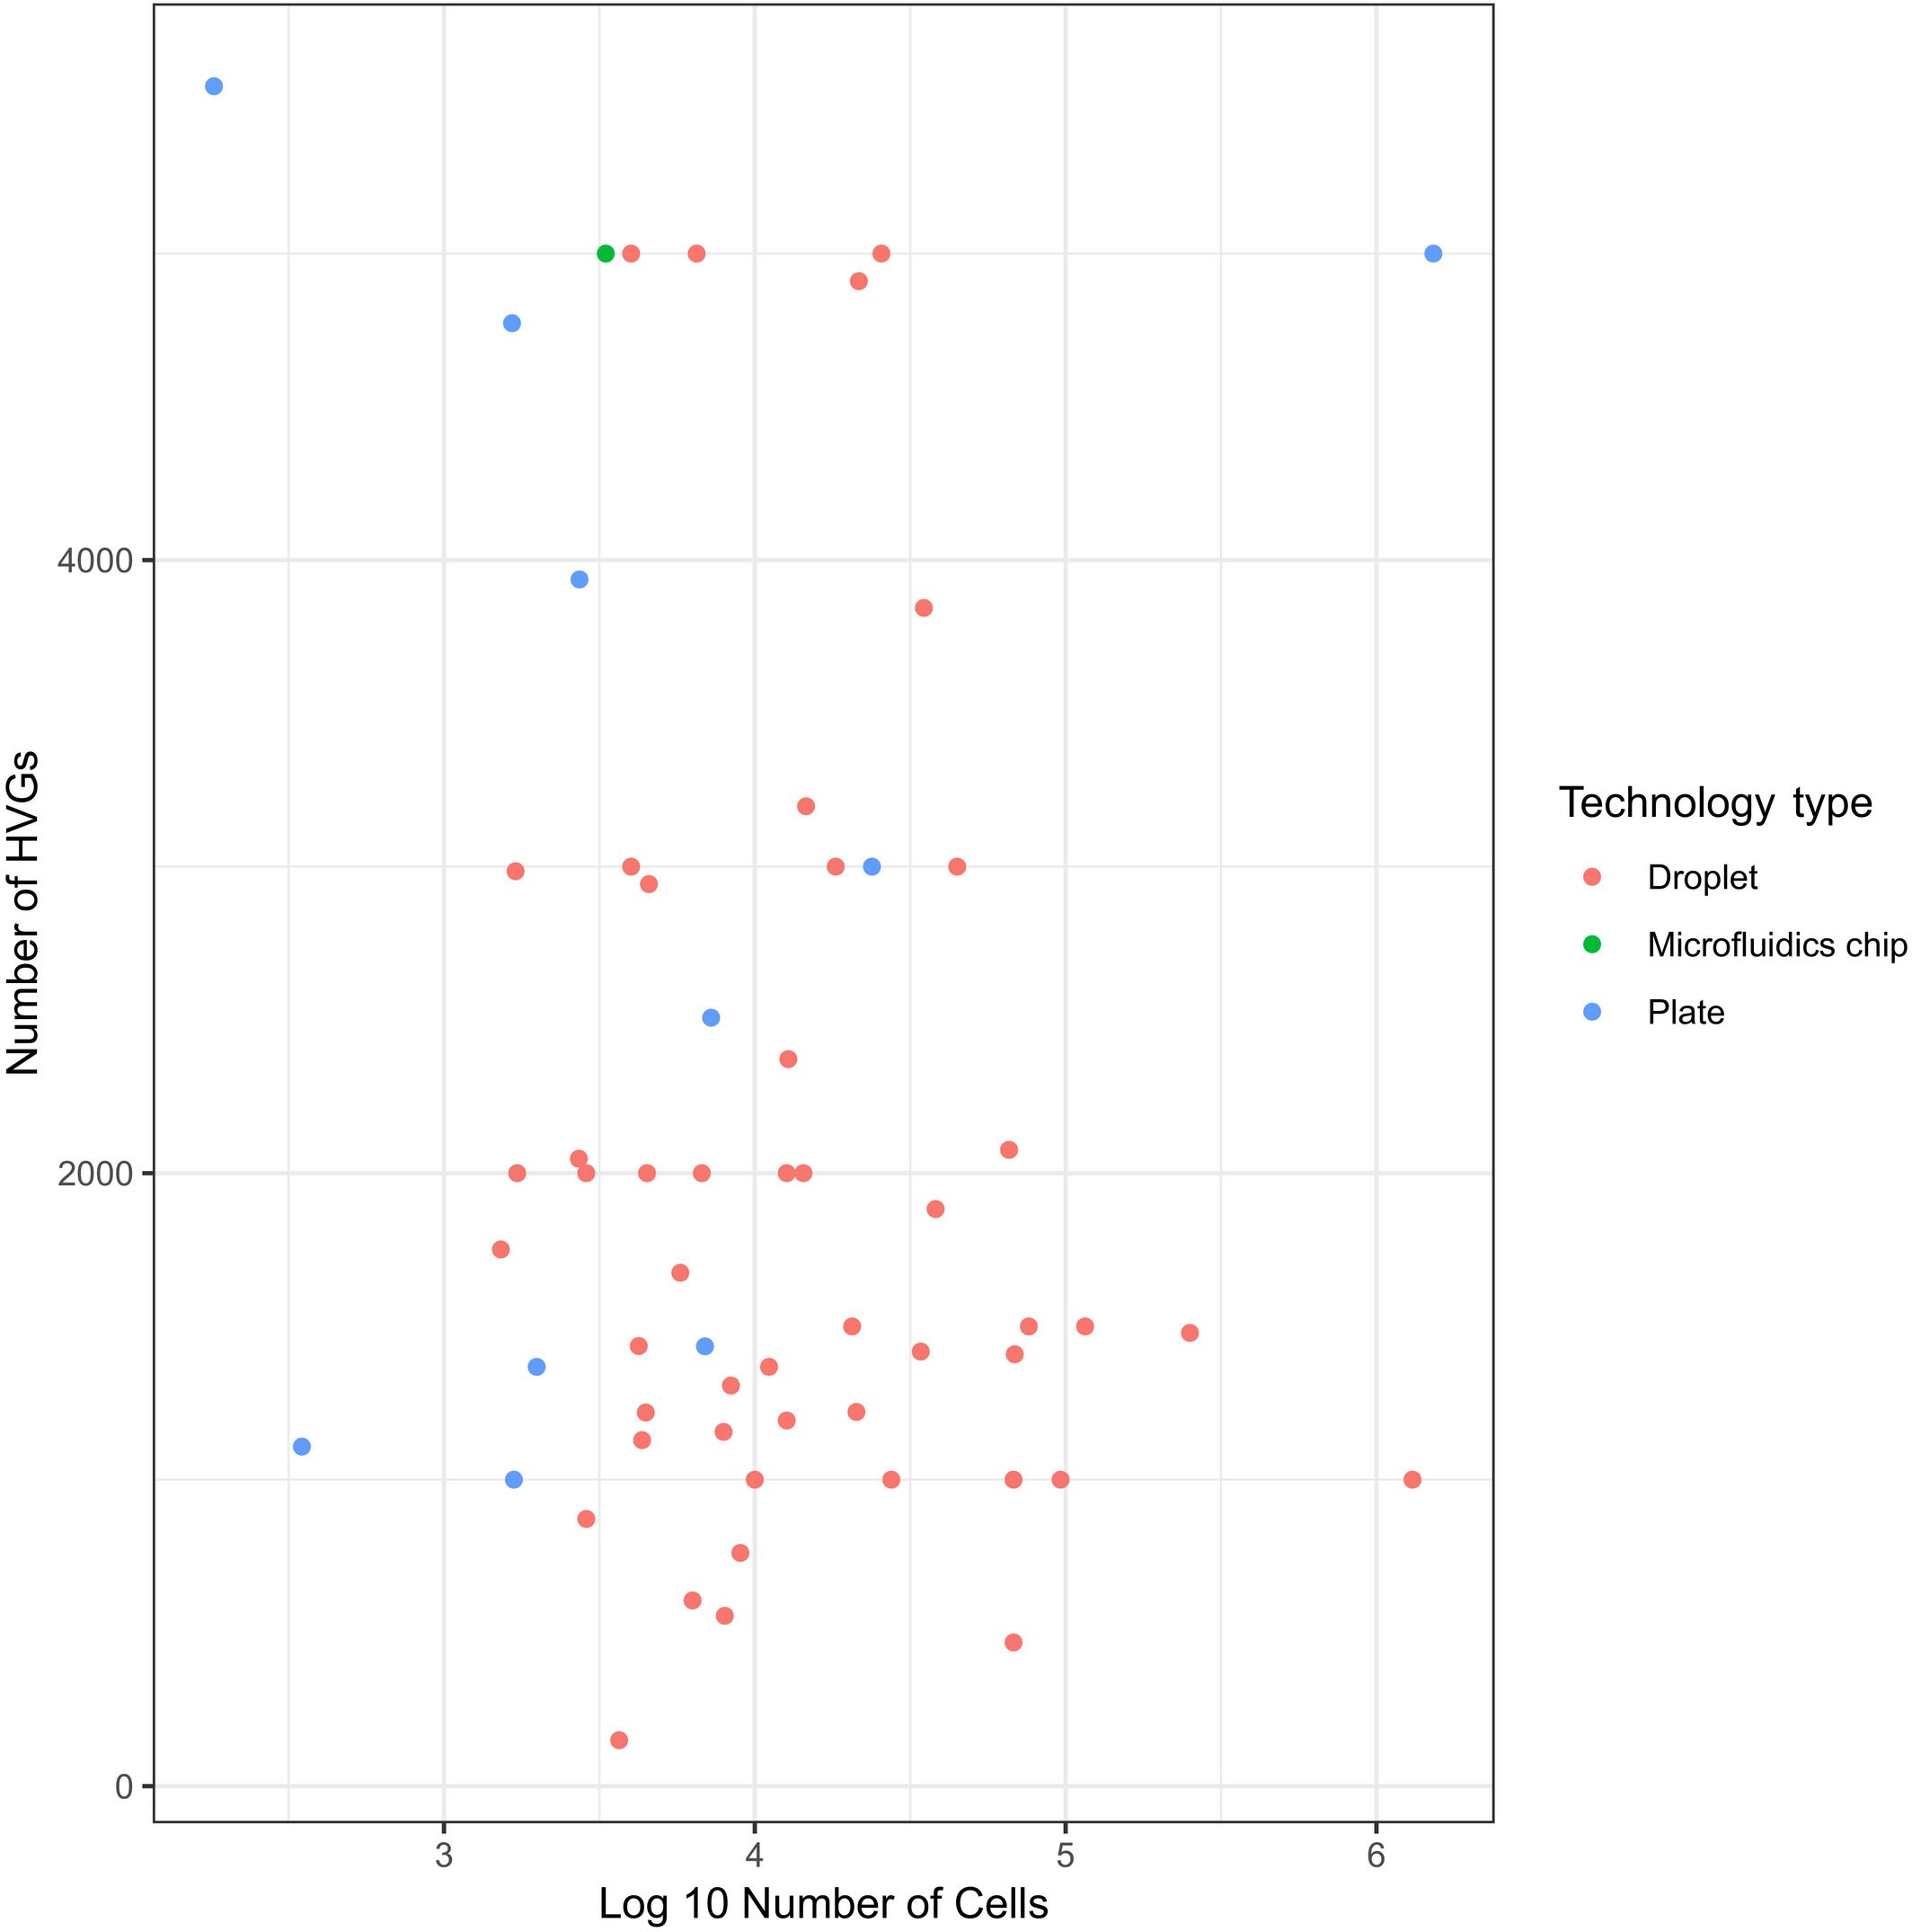 Number of HVGs
4000
2000
0
3
4
5
6
Log 10 Number of Cells
Technology type
Droplet
Microfluidics chip
Plate